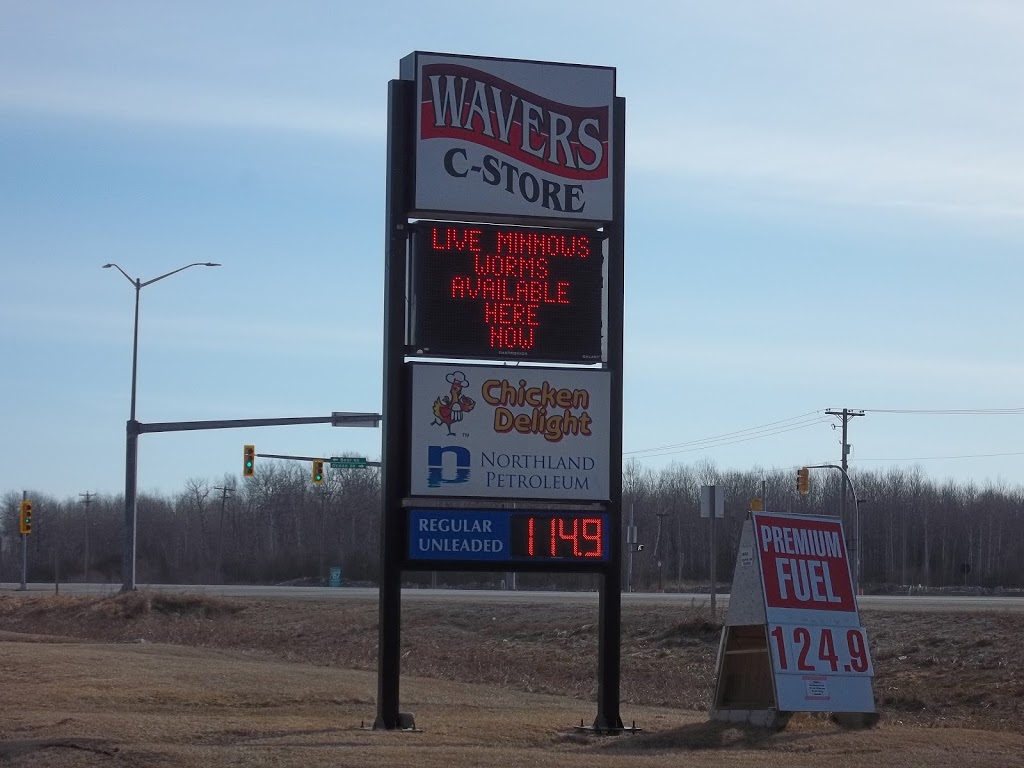 WAVERS
C-STORE
LIVE MINNOWS
WORMS
AVAILABLE
HERE
NOW
Chicken
Delight
TM
n
NORTHLAND
PETROLEUM
REGULAR
UNLEADED
114.9
PREMIUM
FUEL
124.9